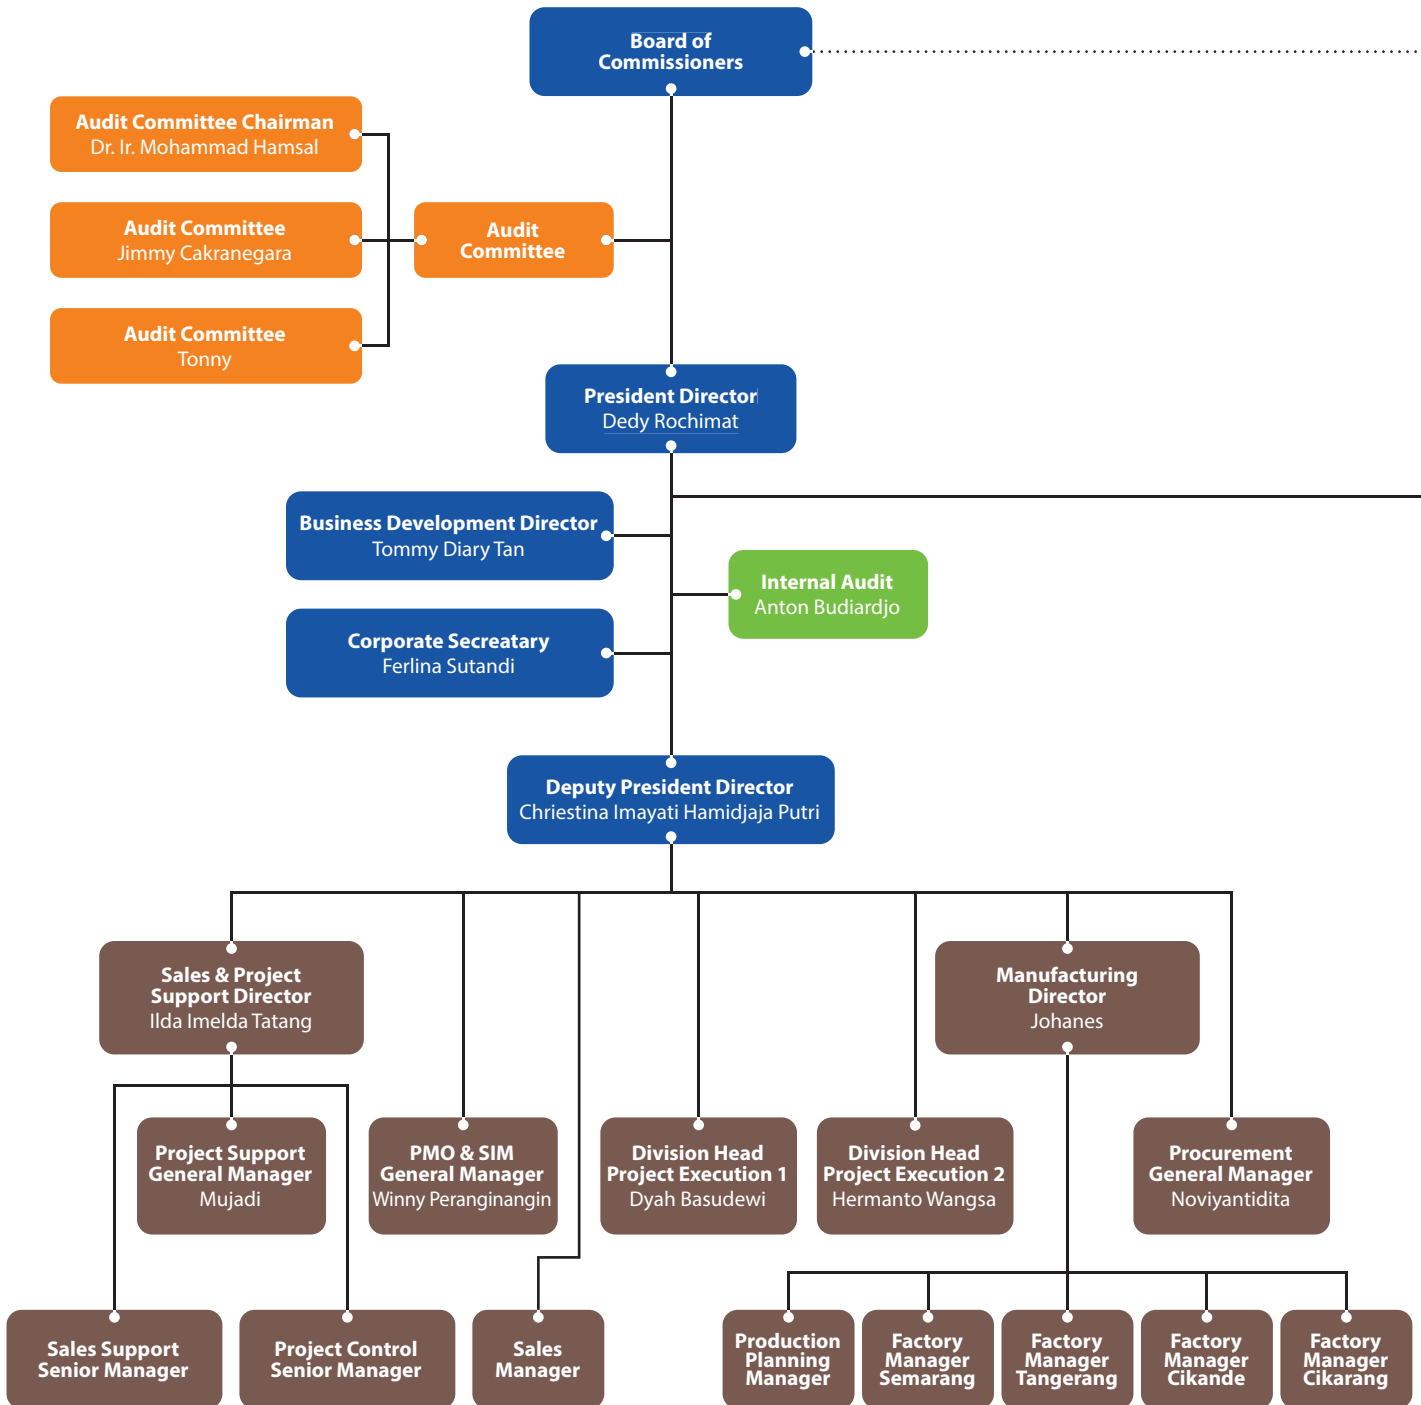 Board of
Commissioners
Audit Committee Chairman
Dr. Ir. Mohammad Hamsal
Audit Committee
Jimmy Cakranegara
Audit
Committee
Audit Committee
Tonny
President Director
Dedy Rochimat
Business Development Director
Tommy Diary Tan
Internal Audit
Anton Budiardjo
Corporate Secreatary
Ferlina Sutandi
Deputy President Director
Chriestina Imayati Hamidjaja Putri
Sales & Project
Support Director
Ilda Imelda Tatang
Manufacturing
Director
Johanes
Project Support
General Manager
Mujadi
PMO & SIM
General Manager
Winny Peranginangin
Division Head
Project Execution 1
Dyah Basudewi
Division Head
Project Execution 2
Hermanto Wangsa
Procurement
General Manager
Noviyantidita
Sales Support
Senior Manager
Project Control
Senior Manager
Sales
Manager
Production
Planning
Manager
Factory
Manager
Semarang
Factory
Manager
Tangerang
Factory
Manager
Cikande
Factory
Manager
Cikarang